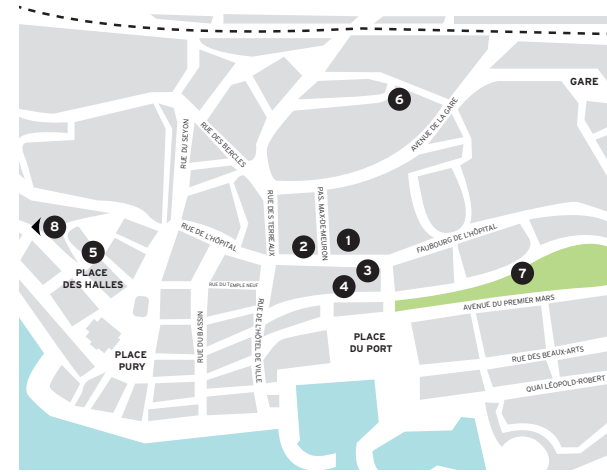 GARE
6
AVENUE DE LA GARE
RUE DU SEYON
RUE DES BERCLES
RUE DES TERREAUX
PAS. MAX-DE-MEURON
8
5
PLACE
DES HALLES
RUE DE L'HÔPITAL
2
1
3
4
FAUBOURG DE L'HÔPITAL
7
RUE DU TEMPLE NEUF
AVENUE DU PREMIER MARS
RUE DU BASSIN
RUE DE L'HÔTEL DE VILLE
PLACE
DU PORT
PLACE
PURY
RUE DES BEAUX-ARTS
QUAI LÉOPOLD-ROBERT